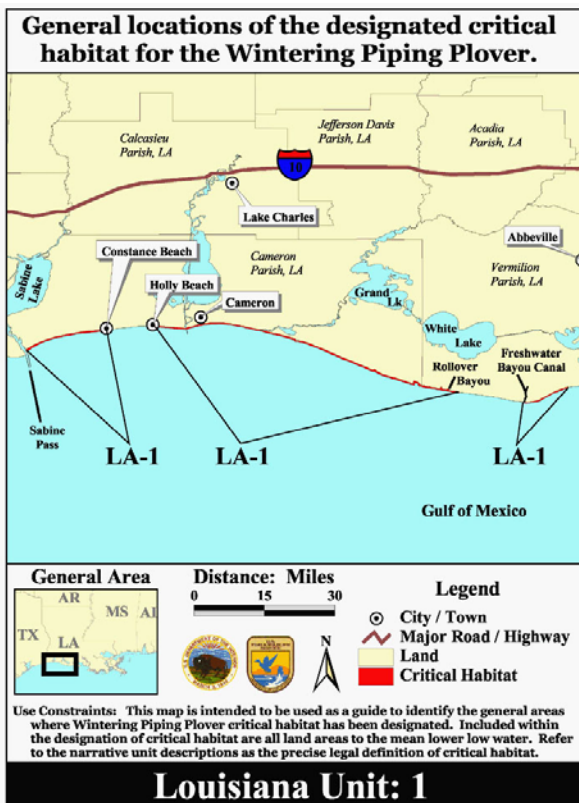 General locations of the designated critical
habitat for the Wintering Piping Plover.
Calcasieu
Parish, LA
Jefferson Davis
Parish, LA
Acadia
Parish, LA
10
Lake Charles
Constance Beach
Cameron
Parish, LA
Abbeville
Sabine
Lake
Holly Beach
Cameron
Grand
Lk
Vermilion
Parish, LA
White
Lake
Rollover
Bayou
Freshwater
Bayou Canal
Sabine
Pass
LA-1
LA-1
LA-1
Gulf of Mexico
General Area
AR
MS
AL
TX
LA
Distance: Miles
0 15 30
N
Legend
City / Town
Major Road / Highway
Land
Critical Habitat
Use Constraints: This map is intended to be used as a guide to identify the general areas
where Wintering Piping Plover critical habitat has been designated. Included within
the designation of critical habitat are all land areas to the mean lower low water. Refer
to the narrative unit descriptions as the precise legal definition of critical habitat.
Louisiana Unit: 1